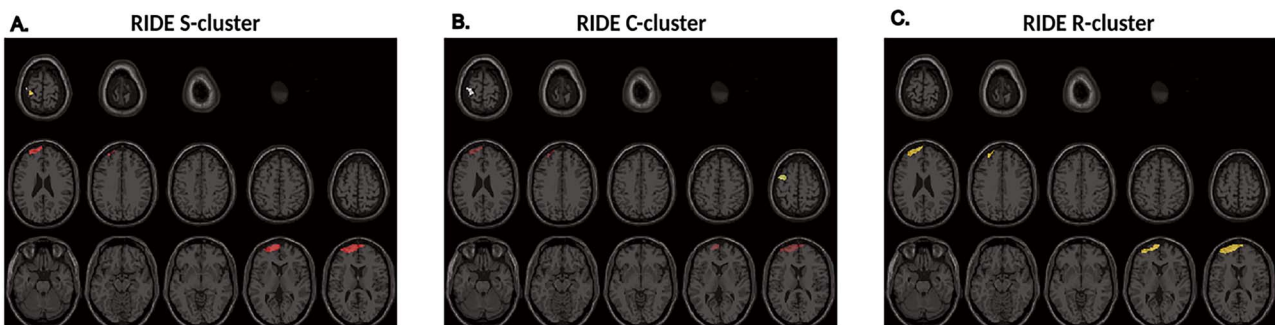 A. RIDE S-cluster
B. RIDE C-cluster
C. RIDE R-cluster